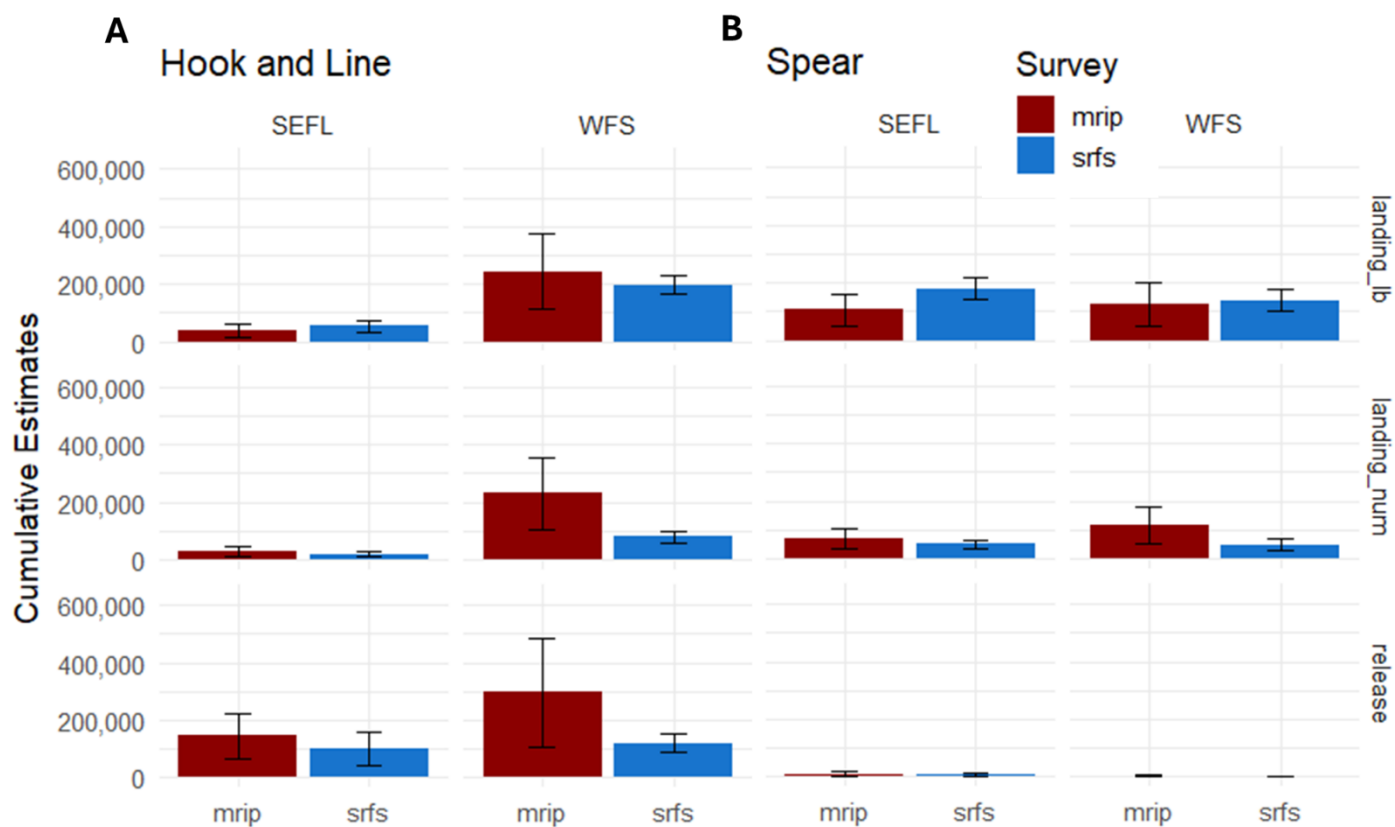 A
B
Hook and Line
Spear
Survey
mrip
srfs
SEFL
WFS
SEFL
WFS
Cumulative Estimates
600,000
400,000
200,000
0
landing_lb
600,000
400,000
200,000
0
landing_num
600,000
400,000
200,000
0
release
mrip
srfs
mrip
srfs
mrip
srfs
mrip
srfs